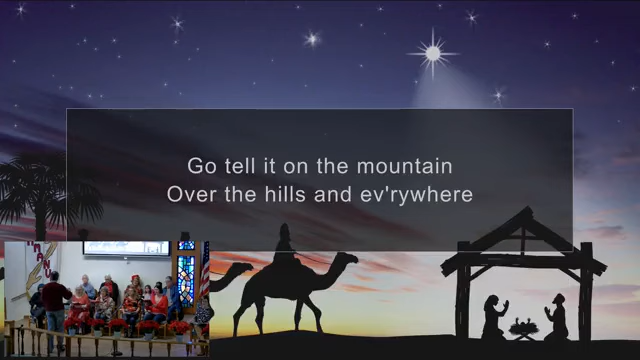 Go tell it on the mountain
Over the hills and ev'rywhere